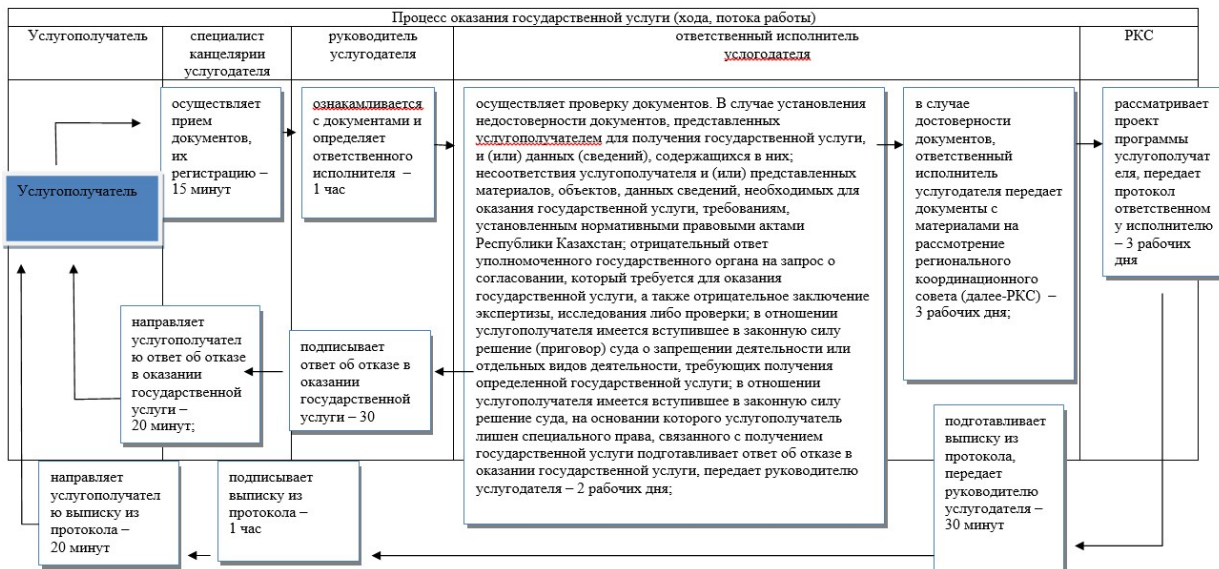 Процесс оказания государственной услуги (хода, потока работы)
Услугополучатель
специалист
канцелярии
услугодателя
руководитель
услугодателя
ответственный исполнитель
услогодателя
РКС
Услугополучатель
осуществляет
прием
документов,
их
регистрацию –
15 минут
ознакамливается
с документами и
определяет
ответственного
исполнителя –
1 час
осуществляет проверку документов. В случае установления
недостоверности документов, представленных
услугополучателем для получения государственной услуги,
и (или) данных (сведений), содержащихся в них;
несоответствия услугополучателя и (или) представленных
материалов, объектов, данных сведений, необходимых для
оказания государственной услуги, требованиям,
установленным нормативными правовыми актами
Республики Казахстан; отрицательный ответ
уполномоченного государственного органа на запрос о
согласовании, который требуется для оказания
государственной услуги, а также отрицательное заключение
экспертизы, исследования либо проверки; в отношении
услугополучателя имеется вступившее в законную силу
решение (приговор) суда о запрещении деятельности или
отдельных видов деятельности, требующих получения
определенной государственной услуги; в отношении
услугополучателя имеется вступившее в законную силу
решение суда, на основании которого услугополучатель
лишен специального права, связанного с получением
государственной услуги подготавливает ответ об отказе в
оказании государственной услуги, передает руководителю
услугодателя – 2 рабочих дня;
в случае
достоверности
документов,
ответственный
исполнитель
услугодателя передает
документы с
материалами на
рассмотрение
регионального
координационного
совета (далее-РКС) –
3 рабочих дня;
рассматривает
проект
программы
услугополучат
еля, передает
протокол
ответственном
у исполнителю
– 3 рабочих
дня
направляет
услугополучател
ю ответ об отказе
в оказании
государственной
услуги –
20 минут;
подписывает
ответ об отказе в
оказании
государственной
услуги – 30
подготавливает
выписку из
протокола,
передает
руководителю
услугодателя –
30 минут
направляет
услугополучател
ю выписку из
протокола –
20 минут
подписывает
выписку из
протокола –
1 час